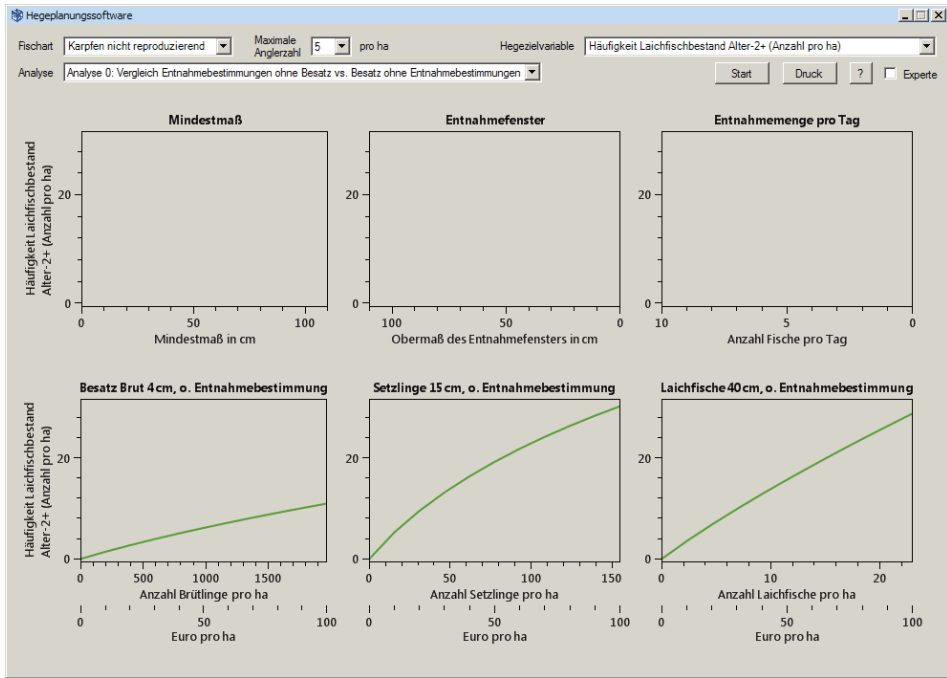 Hegeplanungssoftware
Fischart Karpfen nicht reproduzierend Maximale Anglerzahl 5 pro ha Hegezielvariable Häufigkeit Laichfischbestand Alter-2+ (Anzahl pro ha)
Analyse Analyse 0: Vergleich Entnahmebestimmungen ohne Besatz vs. Besatz ohne Entnahmebestimmungen Start Druck ? Experte
Mindestmaß Entnahmefenster Entnahmemenge pro Tag
Häufigkeit Laichfischbestand
Alter-2+ (Anzahl pro ha)
20 20 20
0 0 0
0 50 100 100 50 0 10 5 0
Mindestmaß in cm Obermaß des Entnahmefensters in cm Anzahl Fische pro Tag
Besatz Brut 4 cm, o. Entnahmebestimmung Setzlinge 15 cm, o. Entnahmebestimmung Laichfische 40 cm, o. Entnahmebestimmung
Häufigkeit Laichfischbestand
Alter-2+ (Anzahl pro ha)
20 20 20
0 0 0
0 500 1000 1500 0 50 100 150 0 10 20
Anzahl Brütlinge pro ha Anzahl Setzlinge pro ha Anzahl Laichfische pro ha
0 50 100 0 50 100 0 50 100
Euro pro ha Euro pro ha Euro pro ha